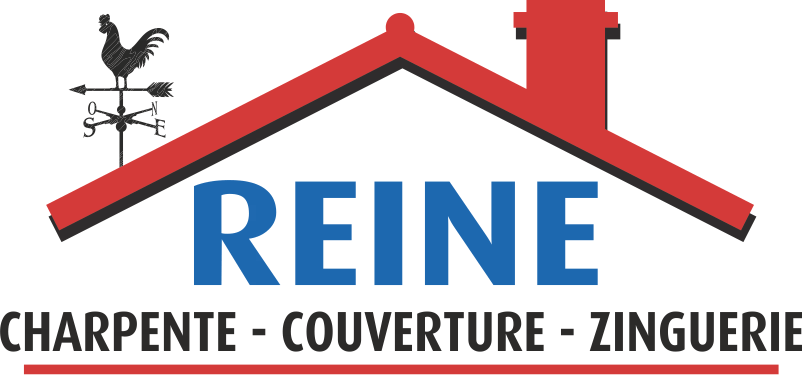 O N
S E
REINE
CHARPENTE - COUVERTURE - ZINGUERIE